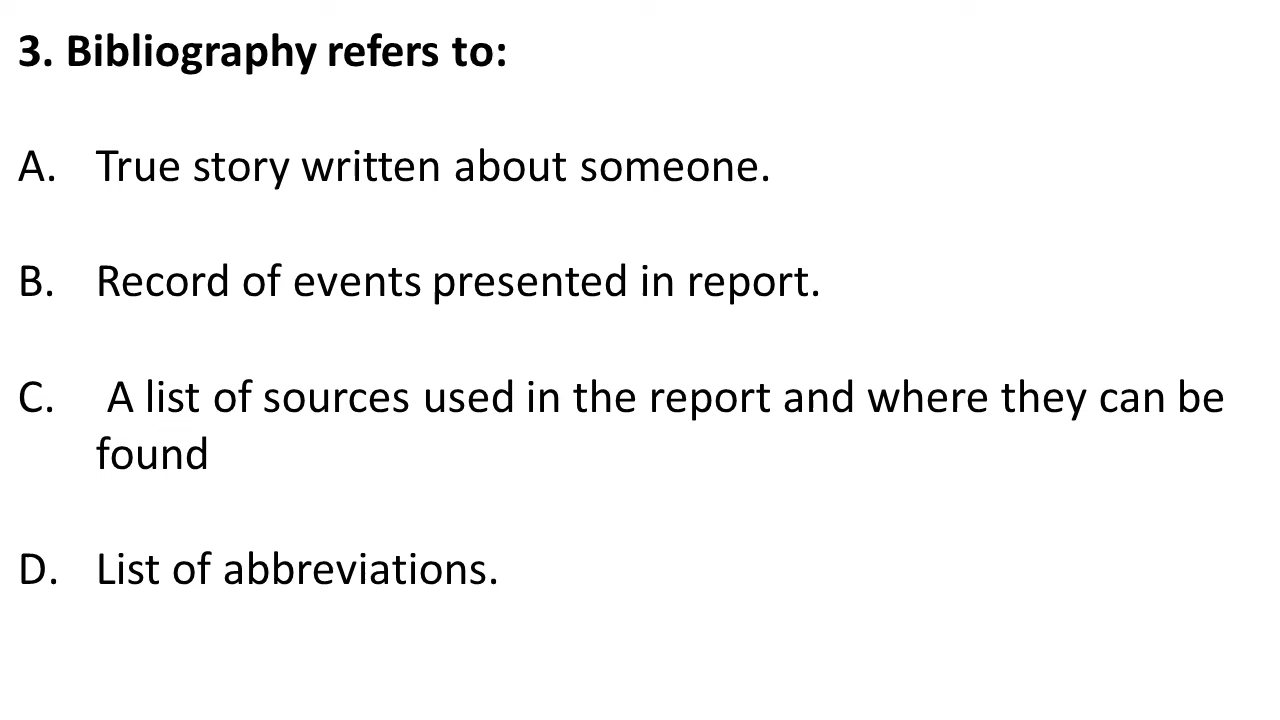 3. Bibliography refers to:
A. True story written about someone.
B. Record of events presented in report.
C. A list of sources used in the report and where they can be
found
D. List of abbreviations.